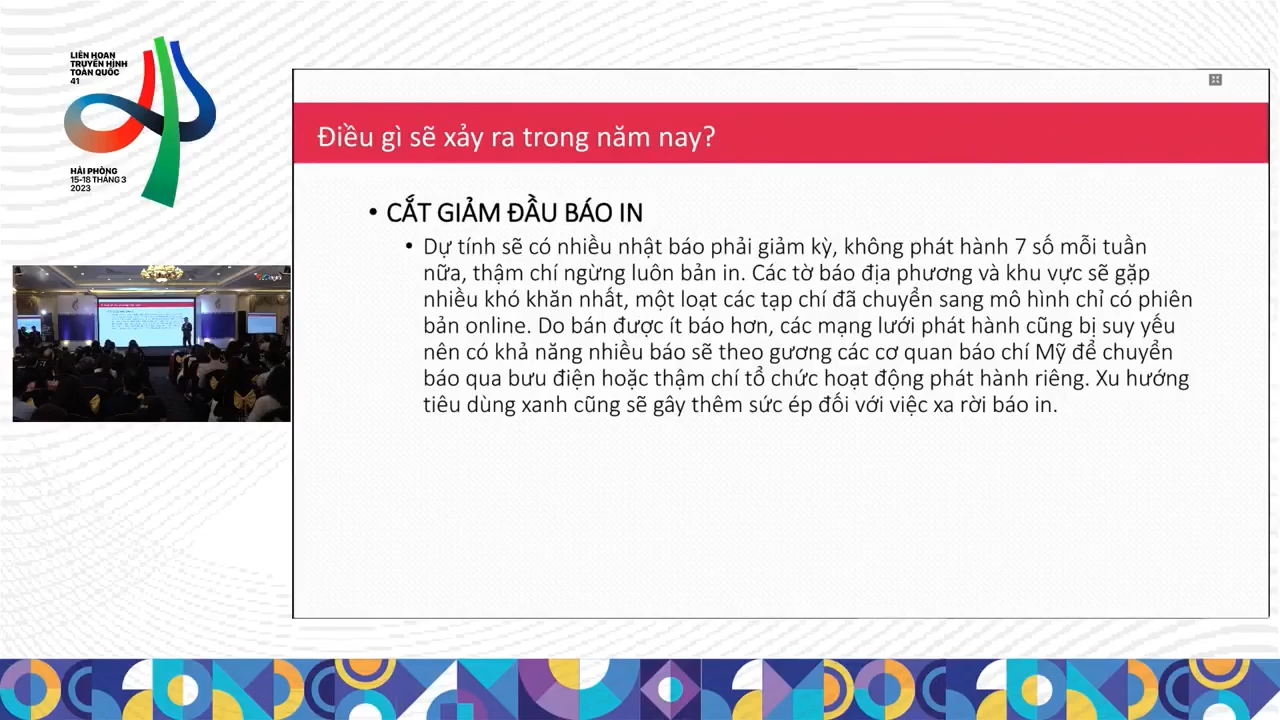 LIÊN HOAN
TRUYỀN HÌNH
TOÀN QUỐC
41
HẢI PHÒNG
15-18 THÁNG 3
2023
Điều gì sẽ xảy ra trong năm nay?
• CẮT GIẢM ĐẦU BÁO IN
• Dự tính sẽ có nhiều nhật báo phải giảm kỳ, không phát hành 7 số mỗi tuần
nữa, thậm chí ngừng luôn bản in. Các tờ báo địa phương và khu vực sẽ gặp
nhiều khó khăn nhất, một loạt các tạp chí đã chuyển sang mô hình chỉ có phiên
bản online. Do bán được ít báo hơn, các mạng lưới phát hành cũng bị suy yếu
nên có khả năng nhiều báo sẽ theo gương các cơ quan báo chí Mỹ để chuyển
báo qua bưu điện hoặc thậm chí tổ chức hoạt động phát hành riêng. Xu hướng
tiêu dùng xanh cũng sẽ gây thêm sức ép đối với việc xa rời báo in.